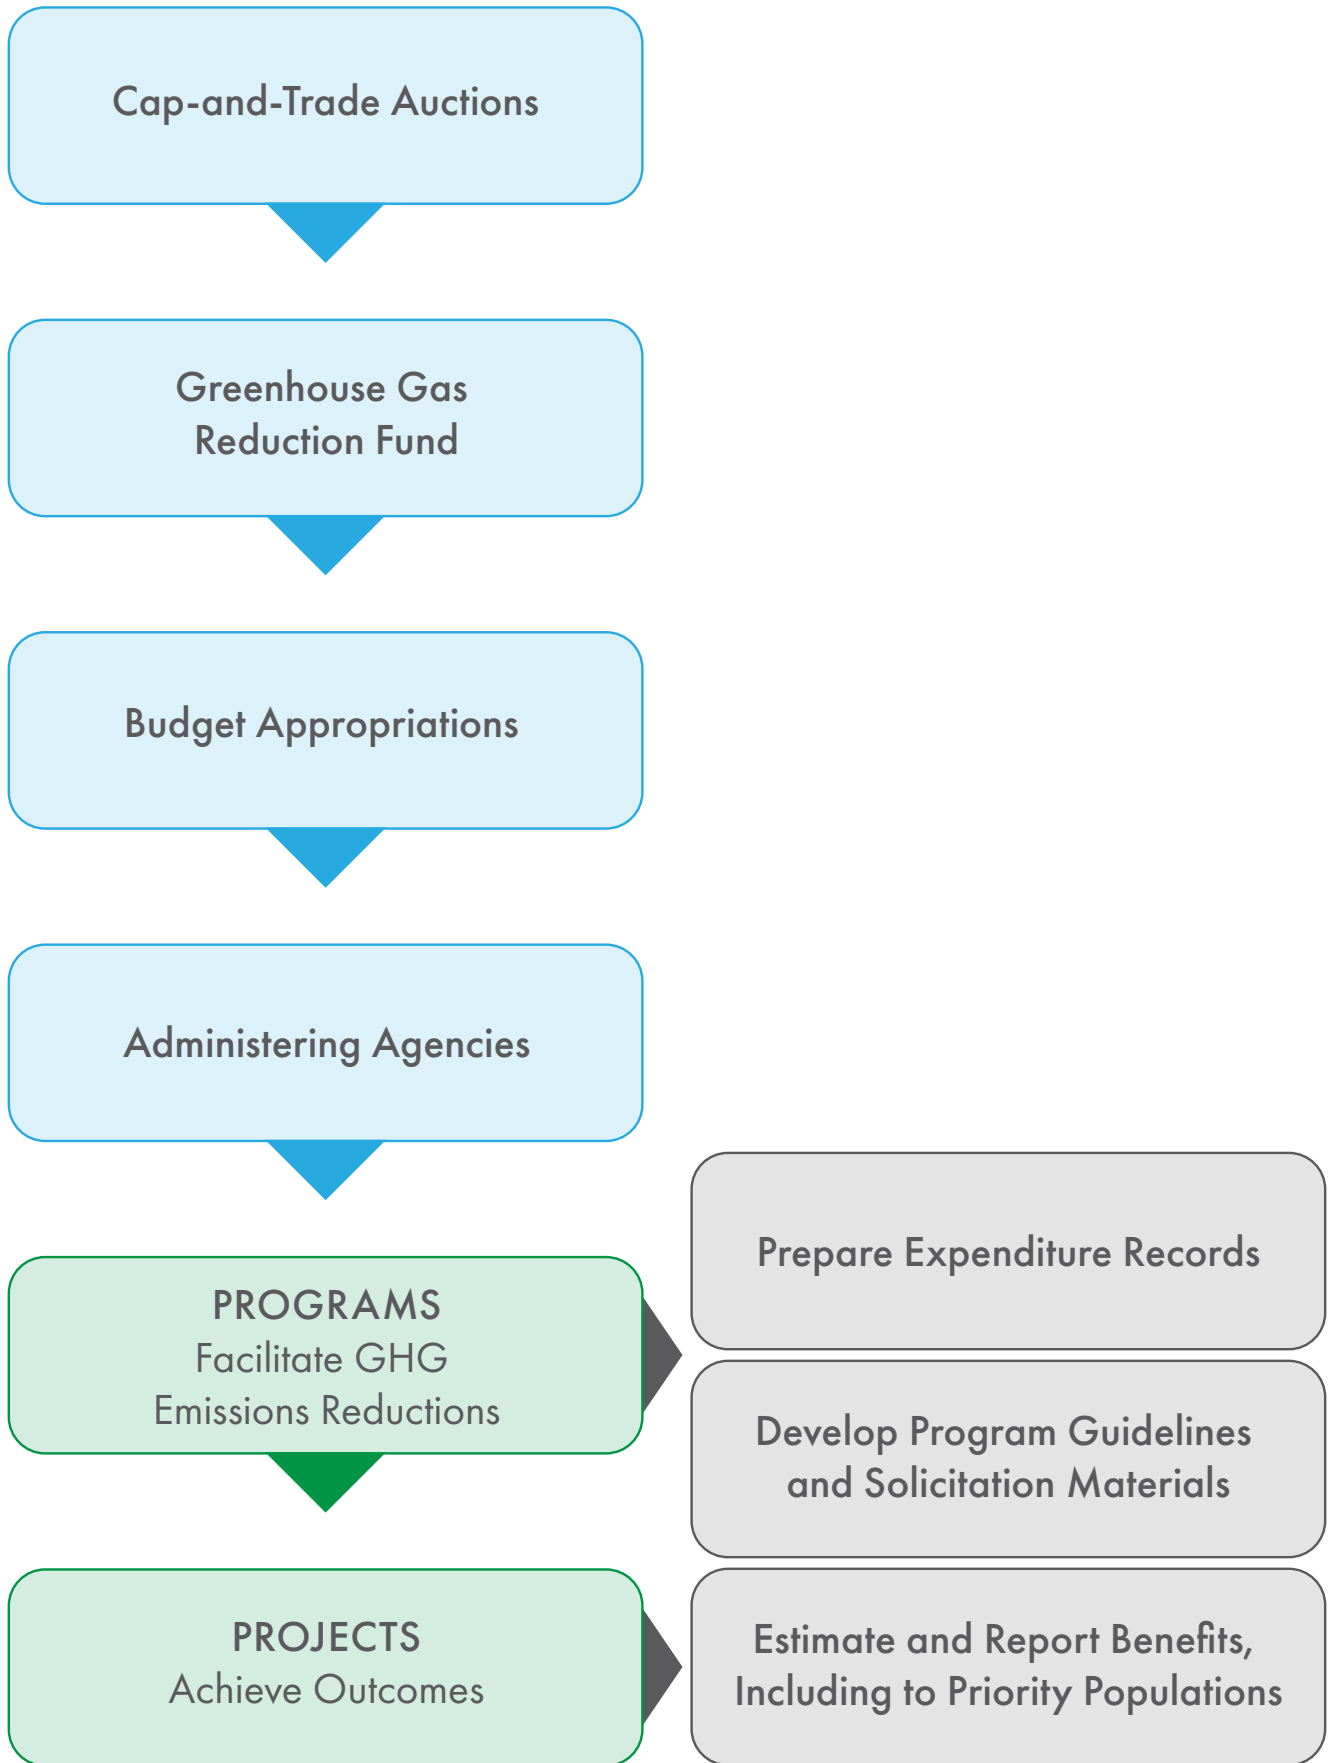 Cap-and-Trade Auctions
Greenhouse Gas
Reduction Fund
Budget Appropriations
Administering Agencies
PROGRAMS
Facilitate GHG
Emissions Reductions
Prepare Expenditure Records
Develop Program Guidelines
and Solicitation Materials
PROJECTS
Achieve Outcomes
Estimate and Report Benefits,
Including to Priority Populations